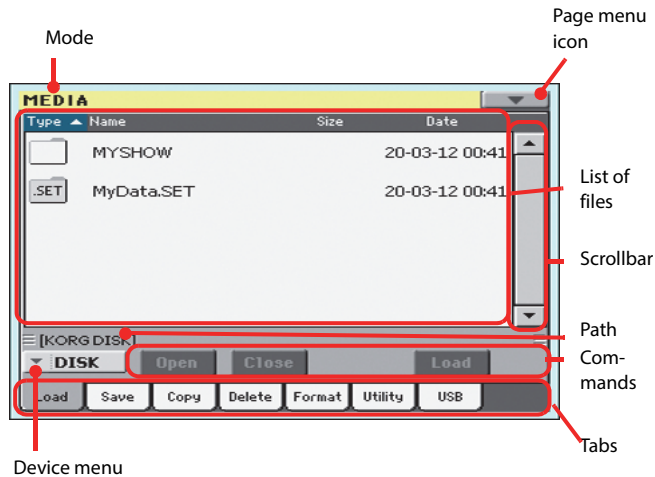 Mode
Page menu
icon
MEDIA
Type Name Size Date
MYSHOW 20-03-12 00:41
.SET MyData.SET 20-03-12 00:41
List of
files
Scrollbar
[KORG DISK]
Path
DISK Open Close Load
Com-
mands
Load Save Copy Delete Format Utility USB
Tabs
Device menu